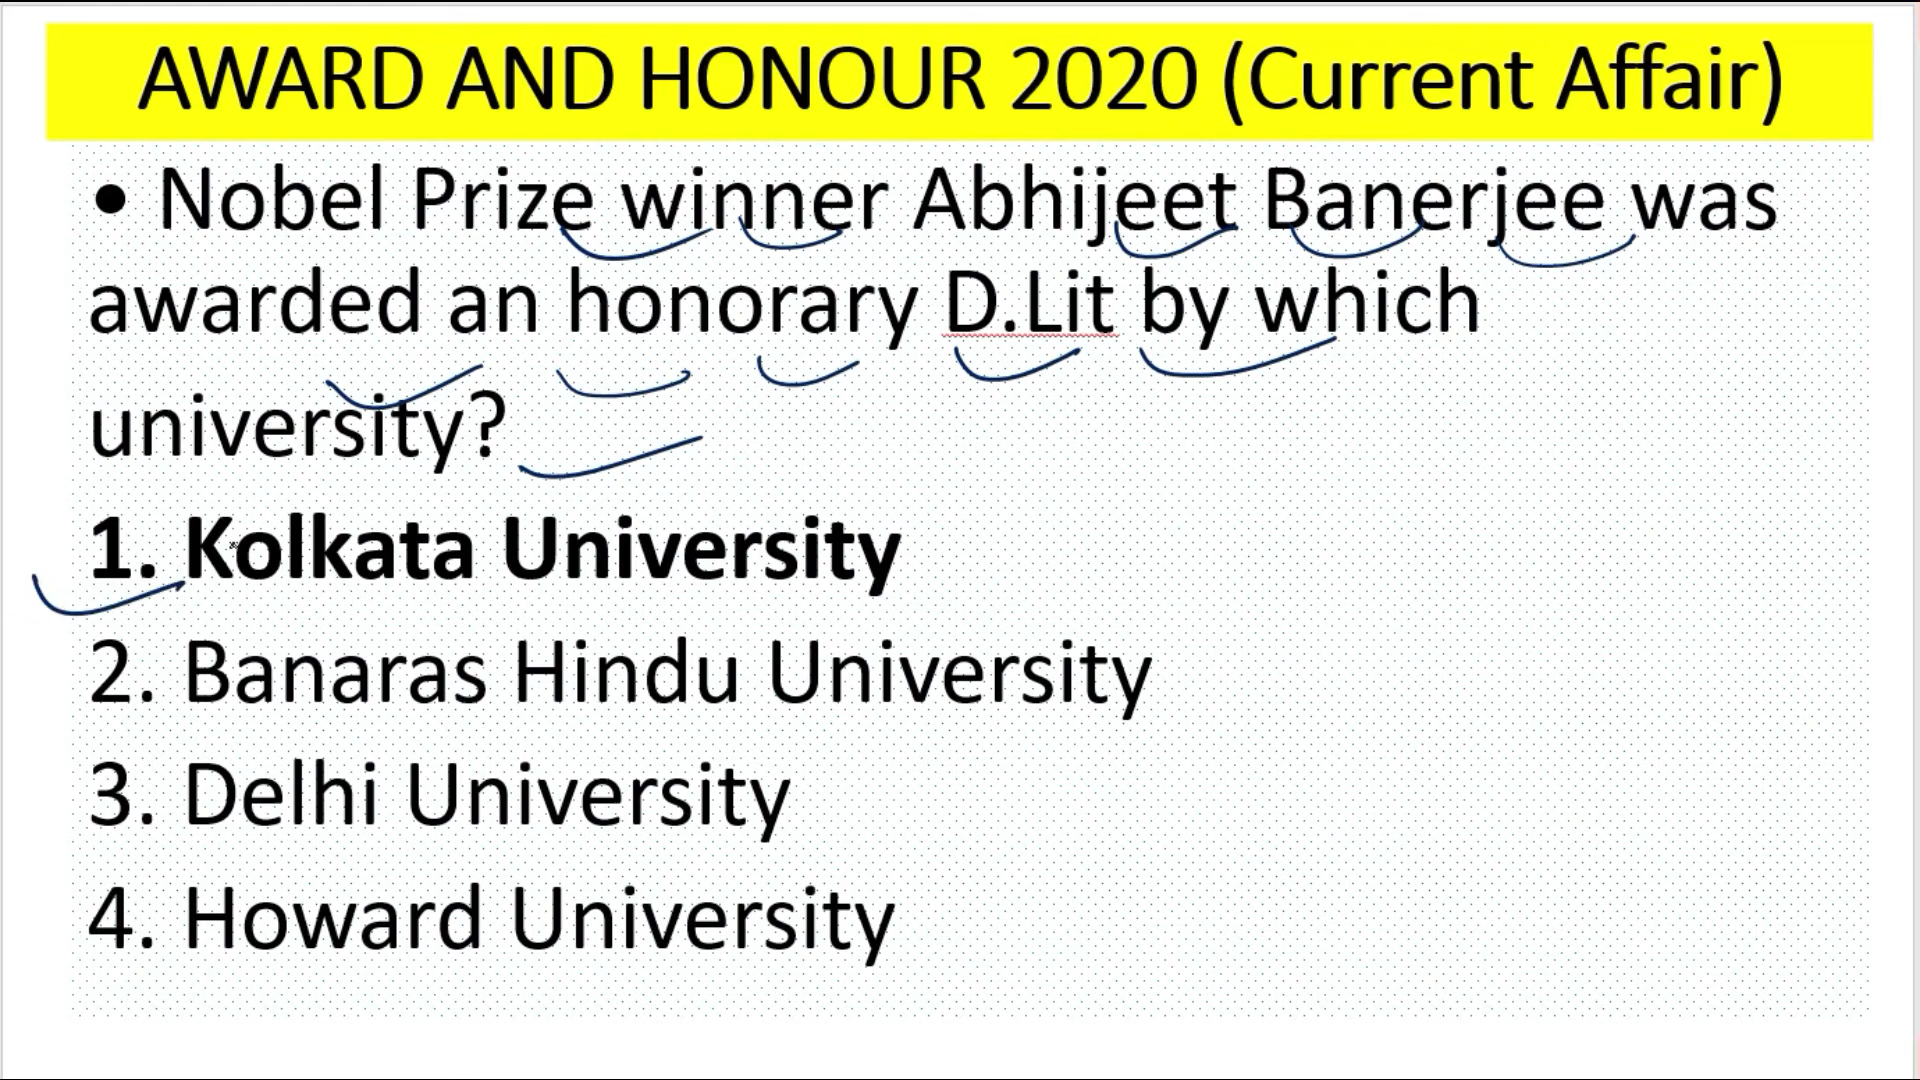 AWARD AND HONOUR 2020 (Current Affair)
• Nobel Prize winner Abhijeet Banerjee was
awarded an honorary D.Lit by which
university?
1. Kolkata University
2. Banaras Hindu University
3. Delhi University
4. Howard University